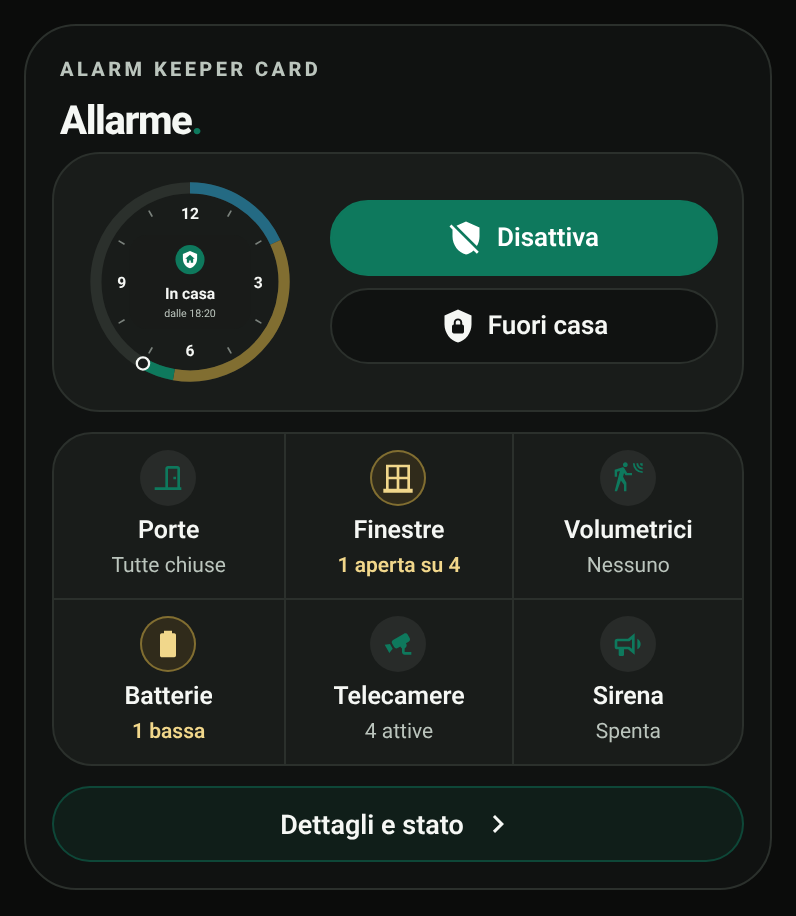 ALARM KEEPER CARD
Allarme.
12
9
3
In casa
dalle 18:20
6
Disattiva
Fuori casa
Porte
Tutte chiuse
Finestre
1 aperta su 4
Volumetrici
Nessuno
Batterie
1 bassa
Telecamere
4 attive
Sirena
Spenta
Dettagli e stato